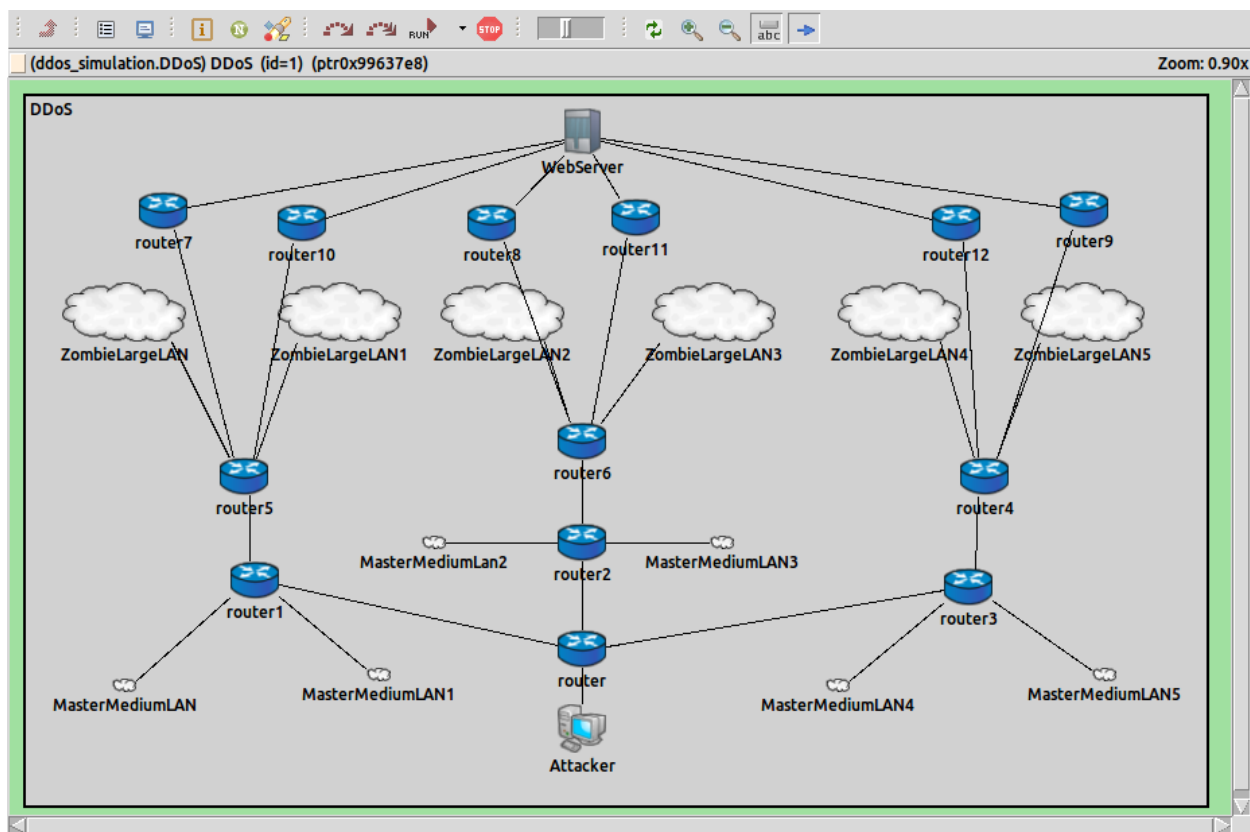 RUN
STOP
abc
(ddos_simulation.DDoS) DDoS (id=1) (ptr0x99637e8)
Zoom: 0.90x
DDoS
WebServer
router7
router10
router8
router11
router12
router9
ZombieLargeLAN
ZombieLargeLAN1
ZombieLargeLAN2
ZombieLargeLAN3
ZombieLargeLAN4
ZombieLargeLAN5
router6
router5
router4
MasterMediumLan2
MasterMediumLAN3
router2
router1
router3
router
MasterMediumLAN
MasterMediumLAN1
MasterMediumLAN4
MasterMediumLAN5
Attacker